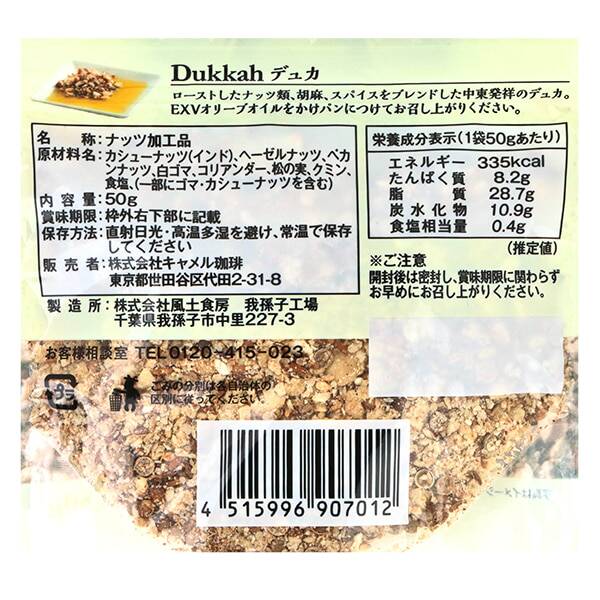 Dukkah デュカ
ローストしたナッツ類、胡麻、スパイスをブレンドした中東発祥のデュカ。
EXVオリーブオイルをかけパンにつけてお召し上がりください。
名　　称:ナッツ加工品
原材料名:カシューナッツ(インド)、ヘーゼルナッツ、ペカ
ンナッツ、白ゴマ、コリアンダー、松の実、クミン、
食塩、(一部にゴマ・カシューナッツを含む)
内 容 量:50g
賞味期限:枠外右下部に記載
保存方法:直射日光・高温多湿を避け、常温で保存
してください
販 売 者:株式会社キャメル珈琲
東京都世田谷区代田2-31-8
製 造 所:株式会社風土食房　我孫子工場
千葉県我孫子市中里227-3
お客様相談室 TEL0120-415-023
栄養成分表示(1袋50gあたり)
エネルギー 335kcal
たんぱく質 8.2g
脂　　質 28.7g
炭水化物 10.9g
食塩相当量 0.4g
(推定値)
※ご注意
開封後は密封し、賞味期限に関わらず
お早めにお召し上がりください。
プラ
ごみの分別は各自治体の
区別に従ってください。
4 515996 907012